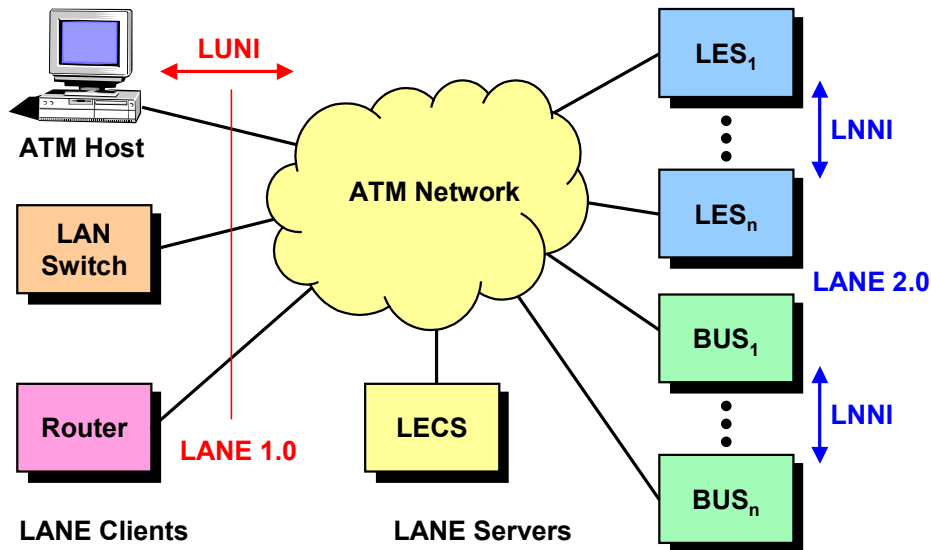 LUNI
LES₁
LNNI
ATM Host
ATM Network
LESₙ
LAN
Switch
LANE 2.0
BUS₁
Router
LECS
LNNI
LANE 1.0
BUSₙ
LANE Clients
LANE Servers